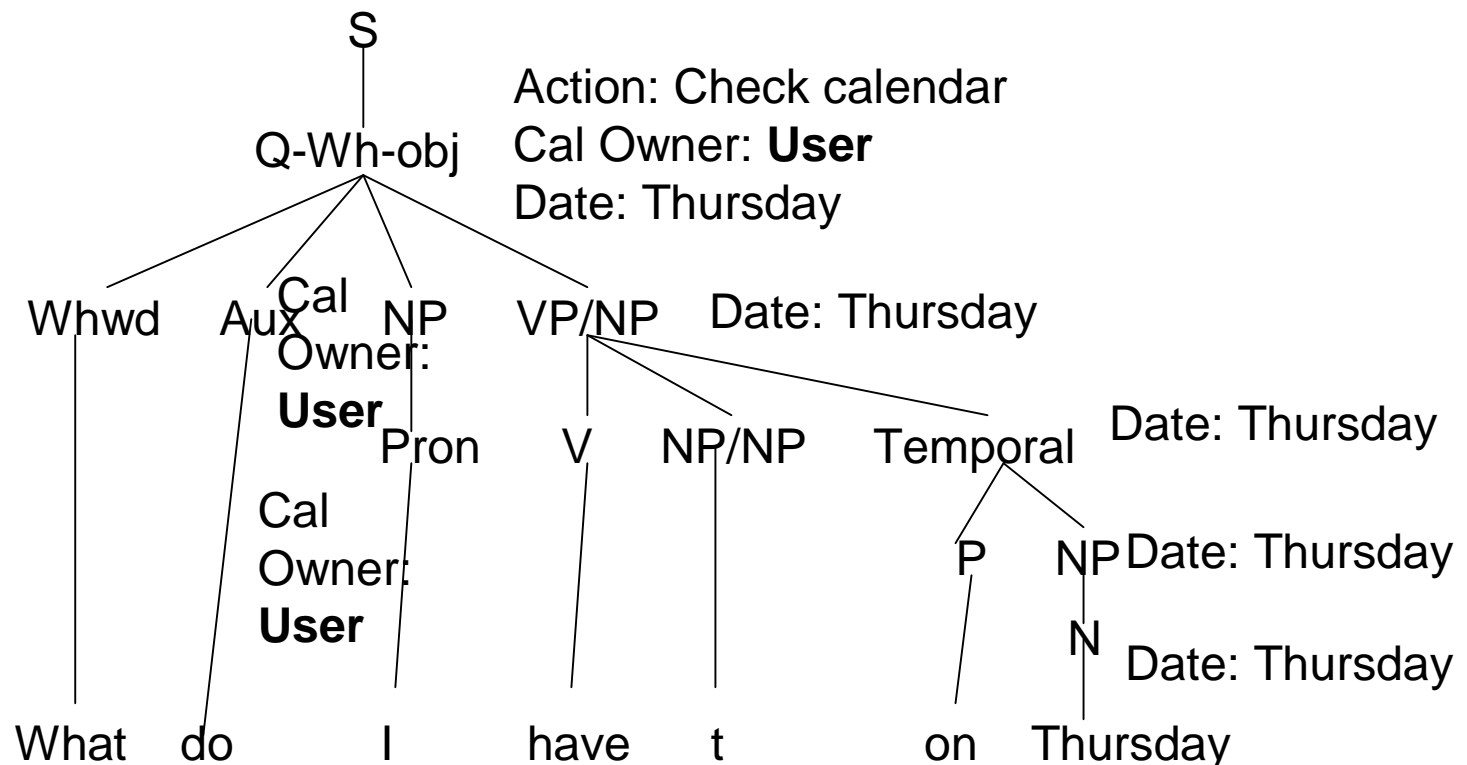 S
Action: Check calendar
Q-Wh-obj
Cal Owner: User
Date: Thursday
Whwd
Aux
Cal
Owner:
User
NP
VP/NP
Date: Thursday
Pron
V
NP/NP
Temporal
Date: Thursday
Cal
Owner:
User
P
NP
Date: Thursday
N
Date: Thursday
What do I have t on Thursday